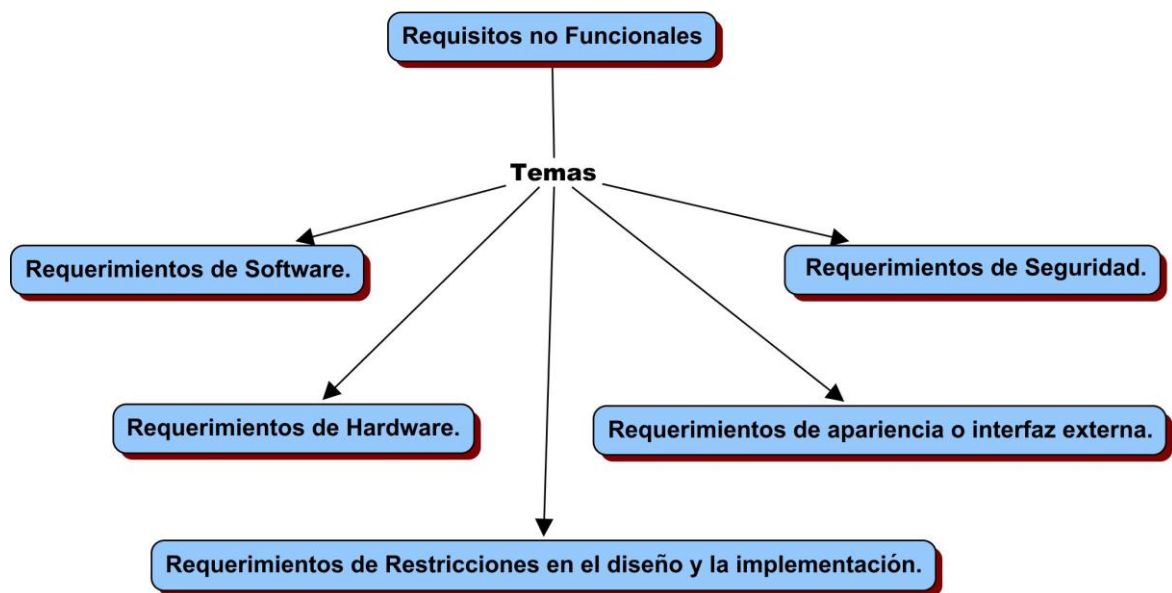 Requisitos no Funcionales
Temas
Requerimientos de Software.
Requerimientos de Seguridad.
Requerimientos de Hardware.
Requerimientos de apariencia o interfaz externa.
Requerimientos de Restricciones en el diseño y la implementación.